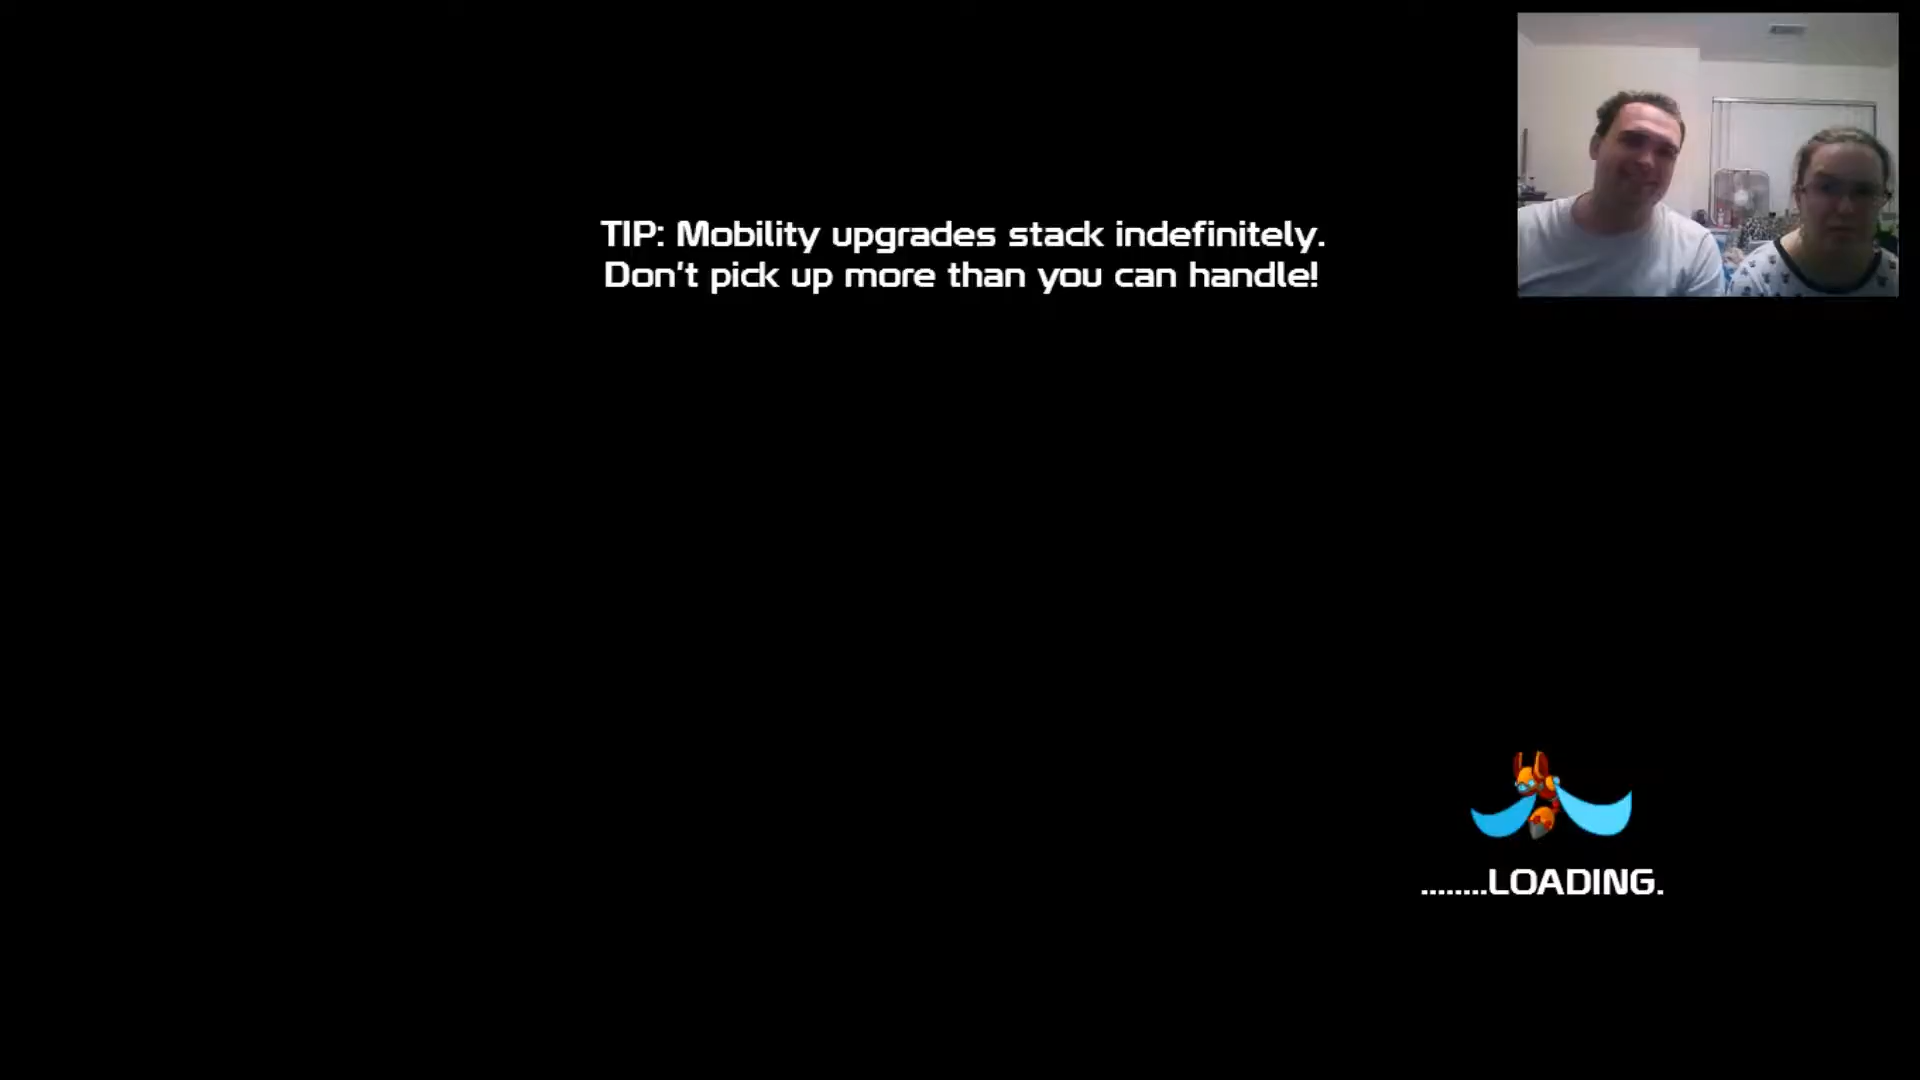 TIP: Mobility upgrades stack indefinitely.
Don't pick up more than you can handle!
........LOADING.